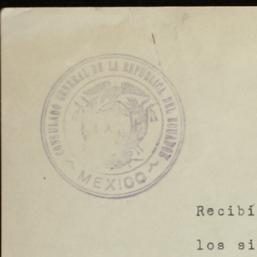 CONSULADO GENERAL DE LA REPUBLICA DEL ECUADOR
MEXICO
Recibí
los si